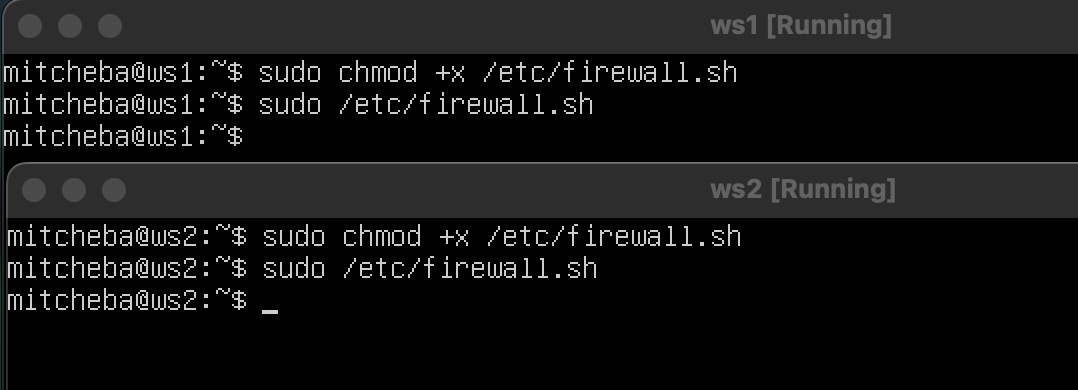 ws1 [Running]
mitcheba@ws1:~$ sudo chmod +x /etc/firewall.sh
mitcheba@ws1:~$ sudo /etc/firewall.sh
mitcheba@ws1:~$
ws2 [Running]
mitcheba@ws2:~$ sudo chmod +x /etc/firewall.sh
mitcheba@ws2:~$ sudo /etc/firewall.sh
mitcheba@ws2:~$ _